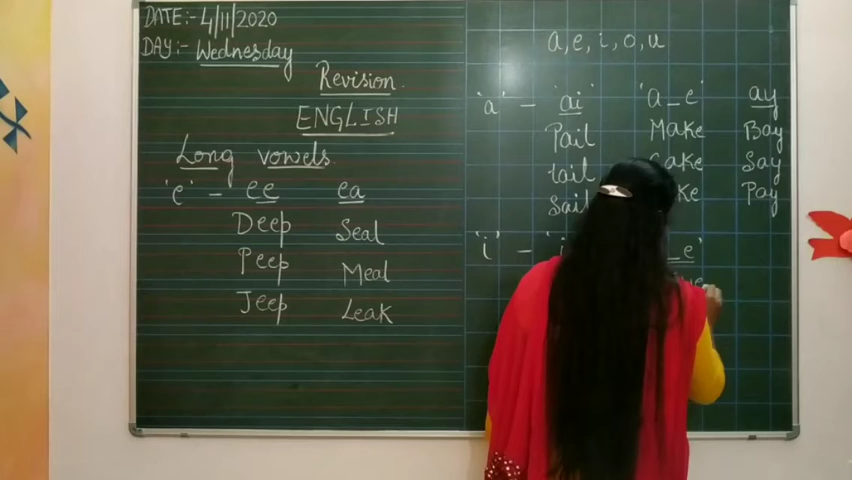 DATE:- 4/11/2020
DAY:- Wednesday
Revision.
ENGLISH
Long vowels.
'e' - ee ea
Deep Seal
Peep Meal
Jeep Leak
a, e, i, o, u
'a' - 'ai' 'a_e' ay
Pail Make Bay
tail Cake Say
Sail Pay
'i' -